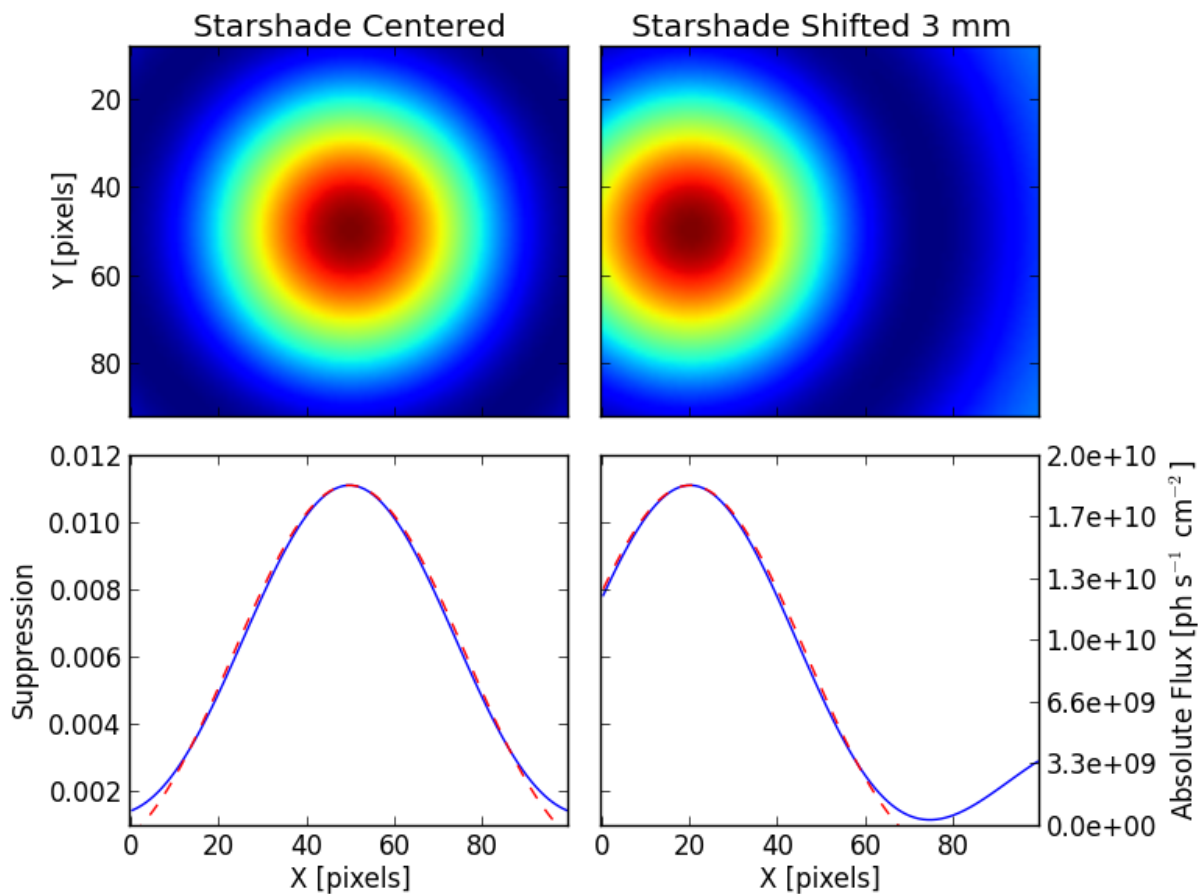 Starshade Centered
Starshade Shifted 3 mm
Y [pixels]
20
40
60
80
Suppression
0.012
0.010
0.008
0.006
0.004
0.002
0 20 40 60 80
X [pixels]
0 20 40 60 80
X [pixels]
2.0e+10
1.7e+10
1.3e+10
1.0e+10
6.6e+09
3.3e+09
0.0e+00
Absolute Flux [ph s⁻¹ cm⁻²]